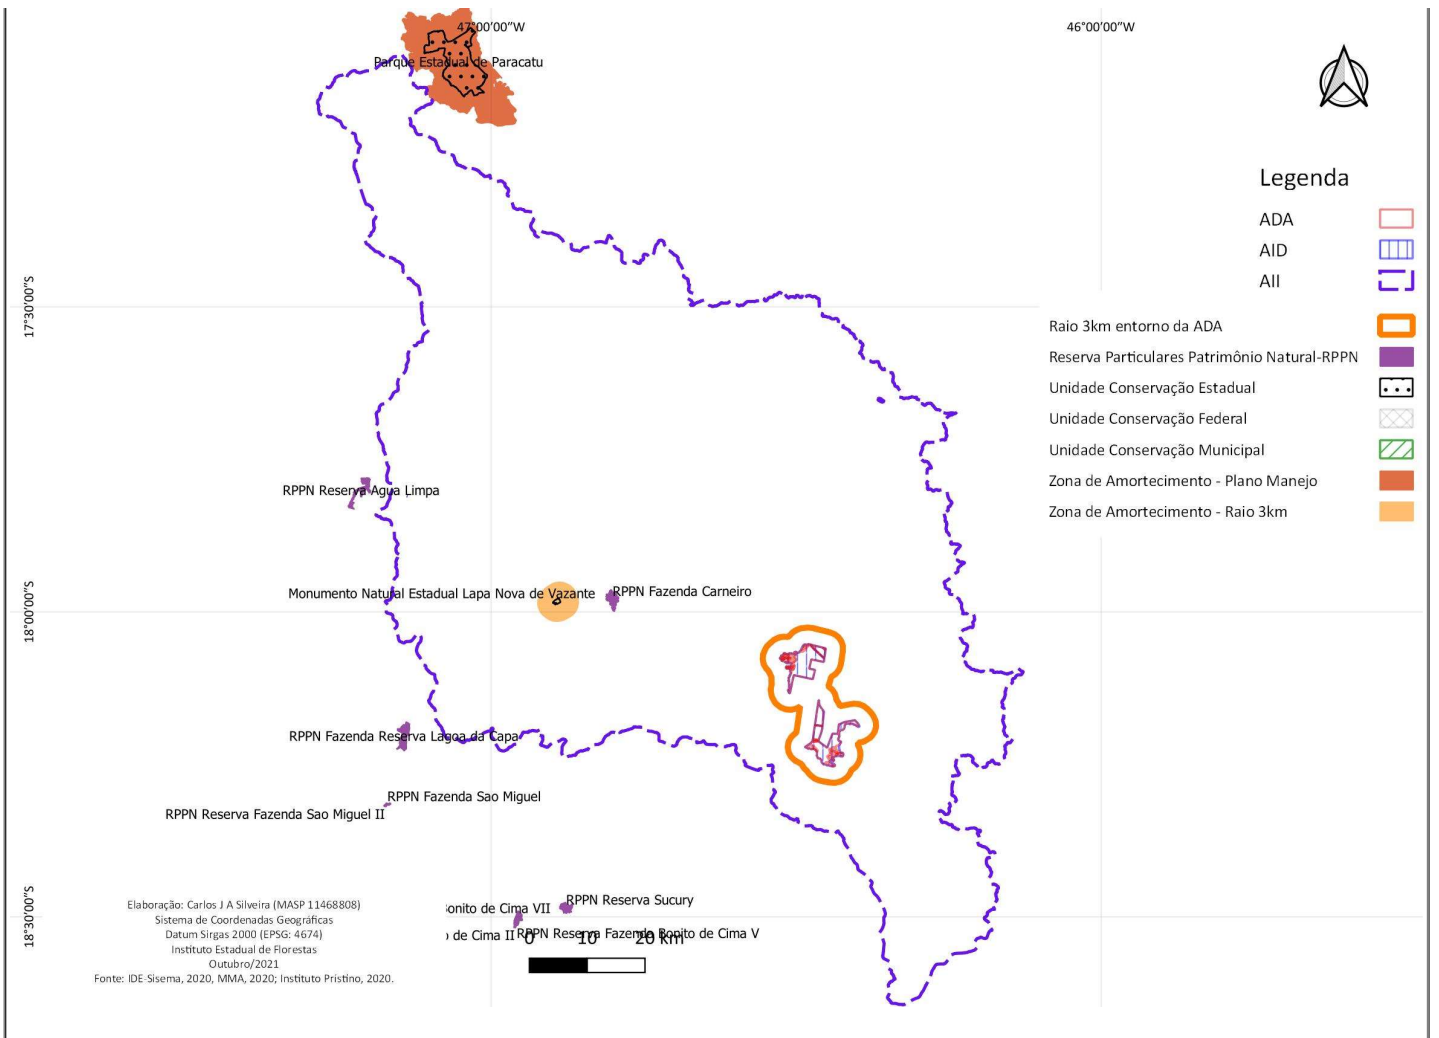 47°00'00"W
46°00'00"W
Parque Estadual de Paracatu
Legenda
ADA
AID
AII
17°30'00"S
Raio 3km entorno da ADA
Reserva Particulares Patrimônio Natural-RPPN
Unidade Conservação Estadual
Unidade Conservação Federal
Unidade Conservação Municipal
Zona de Amortecimento - Plano Manejo
Zona de Amortecimento - Raio 3km
RPPN Reserva Agua Limpa
Monumento Natural Estadual Lapa Nova de Vazante
RPPN Fazenda Carneiro
18°00'00"S
RPPN Fazenda Reserva Lagoa da Capa
RPPN Fazenda Sao Miguel
RPPN Reserva Fazenda Sao Miguel II
RPPN Reserva Sucury
onito de Cima VII
de Cima II
RPPN Reserva Fazenda Bonito de Cima V
18°30'00"S
0 10 20 km
Elaboração: Carlos J A Silveira (MASP 11468808)
Sistema de Coordenadas Geográficas
Datum Sirgas 2000 (EPSG: 4674)
Instituto Estadual de Florestas
Outubro/2021
Fonte: IDE-Sisema, 2020, MMA, 2020; Instituto Prístino, 2020.